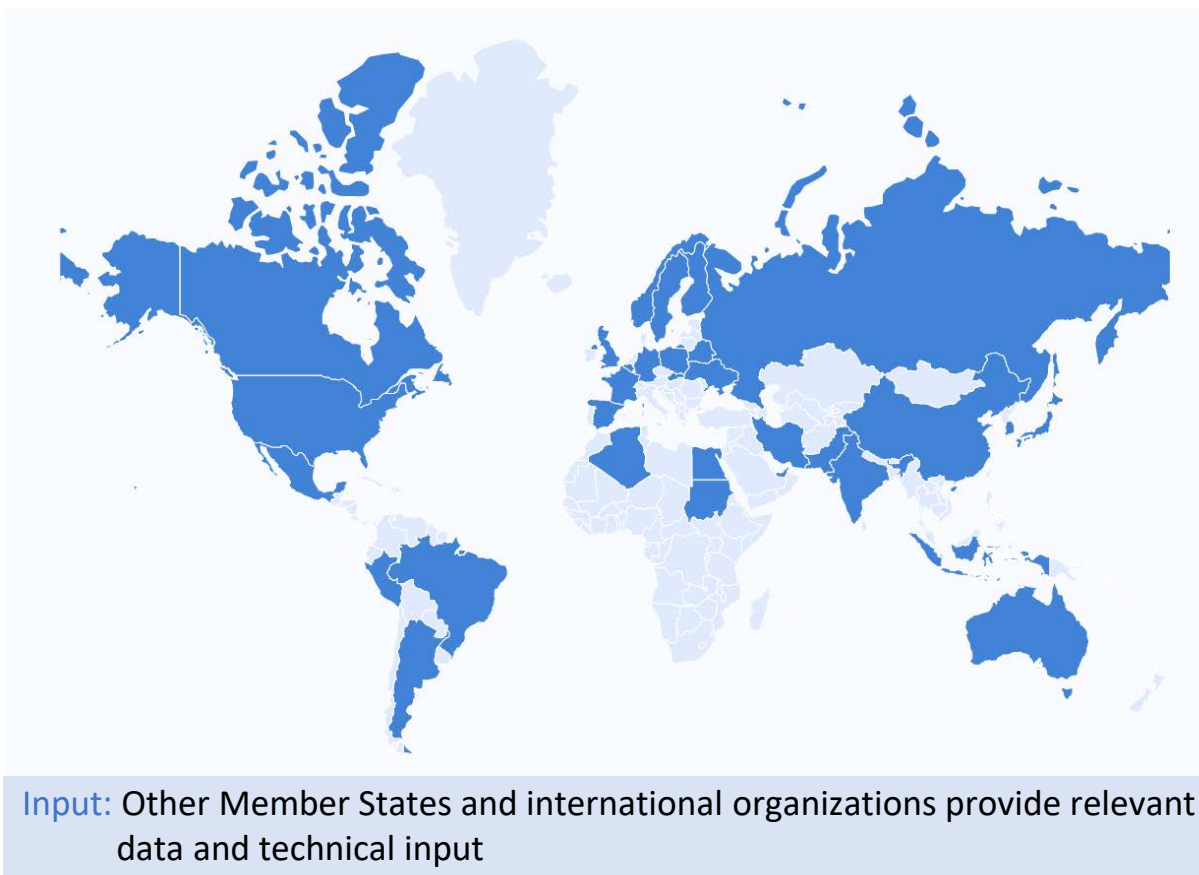 Input: Other Member States and international organizations provide relevant
data and technical input